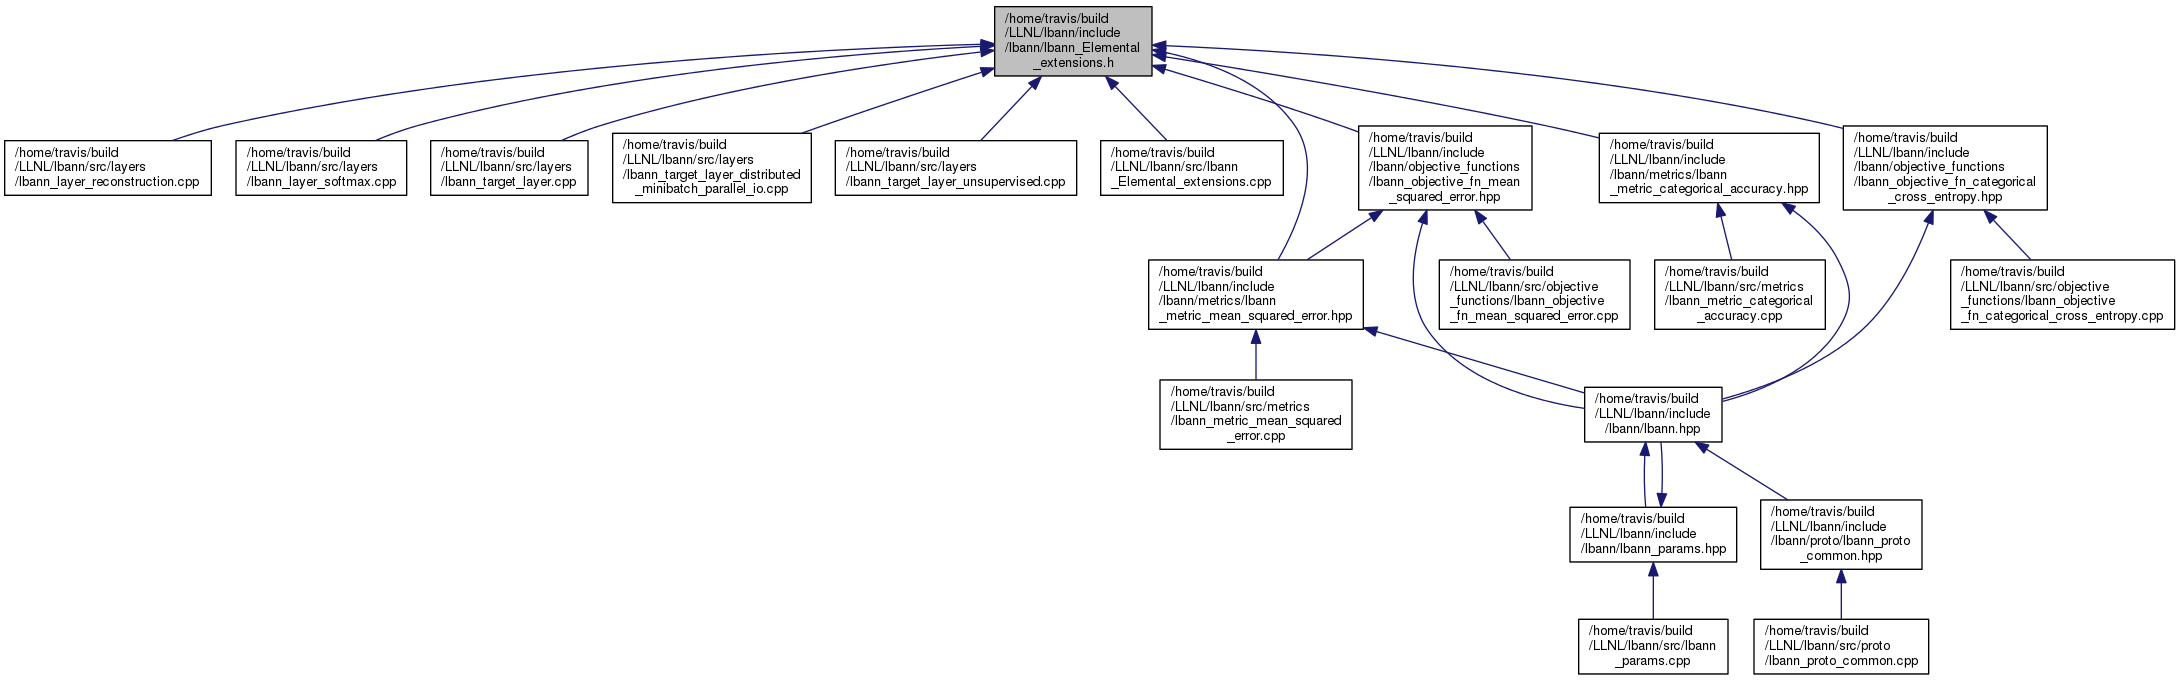 /home/travis/build
/LLNL/lbann/include
/lbann/lbann_Elemental
_extensions.h
/home/travis/build
/LLNL/lbann/src/layers
/lbann_layer_reconstruction.cpp
/home/travis/build
/LLNL/lbann/src/layers
/lbann_layer_softmax.cpp
/home/travis/build
/LLNL/lbann/src/layers
/lbann_target_layer.cpp
/home/travis/build
/LLNL/lbann/src/layers
/lbann_target_layer_distributed
_minibatch_parallel_io.cpp
/home/travis/build
/LLNL/lbann/src/layers
/lbann_target_layer_unsupervised.cpp
/home/travis/build
/LLNL/lbann/src/lbann
_Elemental_extensions.cpp
/home/travis/build
/LLNL/lbann/include
/lbann/objective_functions
/lbann_objective_fn_mean
_squared_error.hpp
/home/travis/build
/LLNL/lbann/include
/lbann/metrics/lbann
_metric_categorical_accuracy.hpp
/home/travis/build
/LLNL/lbann/include
/lbann/objective_functions
/lbann_objective_fn_categorical
_cross_entropy.hpp
/home/travis/build
/LLNL/lbann/include
/lbann/metrics/lbann
_metric_mean_squared_error.hpp
/home/travis/build
/LLNL/lbann/src/objective
_functions/lbann_objective
_fn_mean_squared_error.cpp
/home/travis/build
/LLNL/lbann/src/metrics
/lbann_metric_categorical
_accuracy.cpp
/home/travis/build
/LLNL/lbann/src/objective
_functions/lbann_objective
_fn_categorical_cross_entropy.cpp
/home/travis/build
/LLNL/lbann/src/metrics
/lbann_metric_mean_squared
_error.cpp
/home/travis/build
/LLNL/lbann/include
/lbann/lbann.hpp
/home/travis/build
/LLNL/lbann/include
/lbann/lbann_params.hpp
/home/travis/build
/LLNL/lbann/include
/lbann/proto/lbann_proto
_common.hpp
/home/travis/build
/LLNL/lbann/src/lbann
_params.cpp
/home/travis/build
/LLNL/lbann/src/proto
/lbann_proto_common.cpp